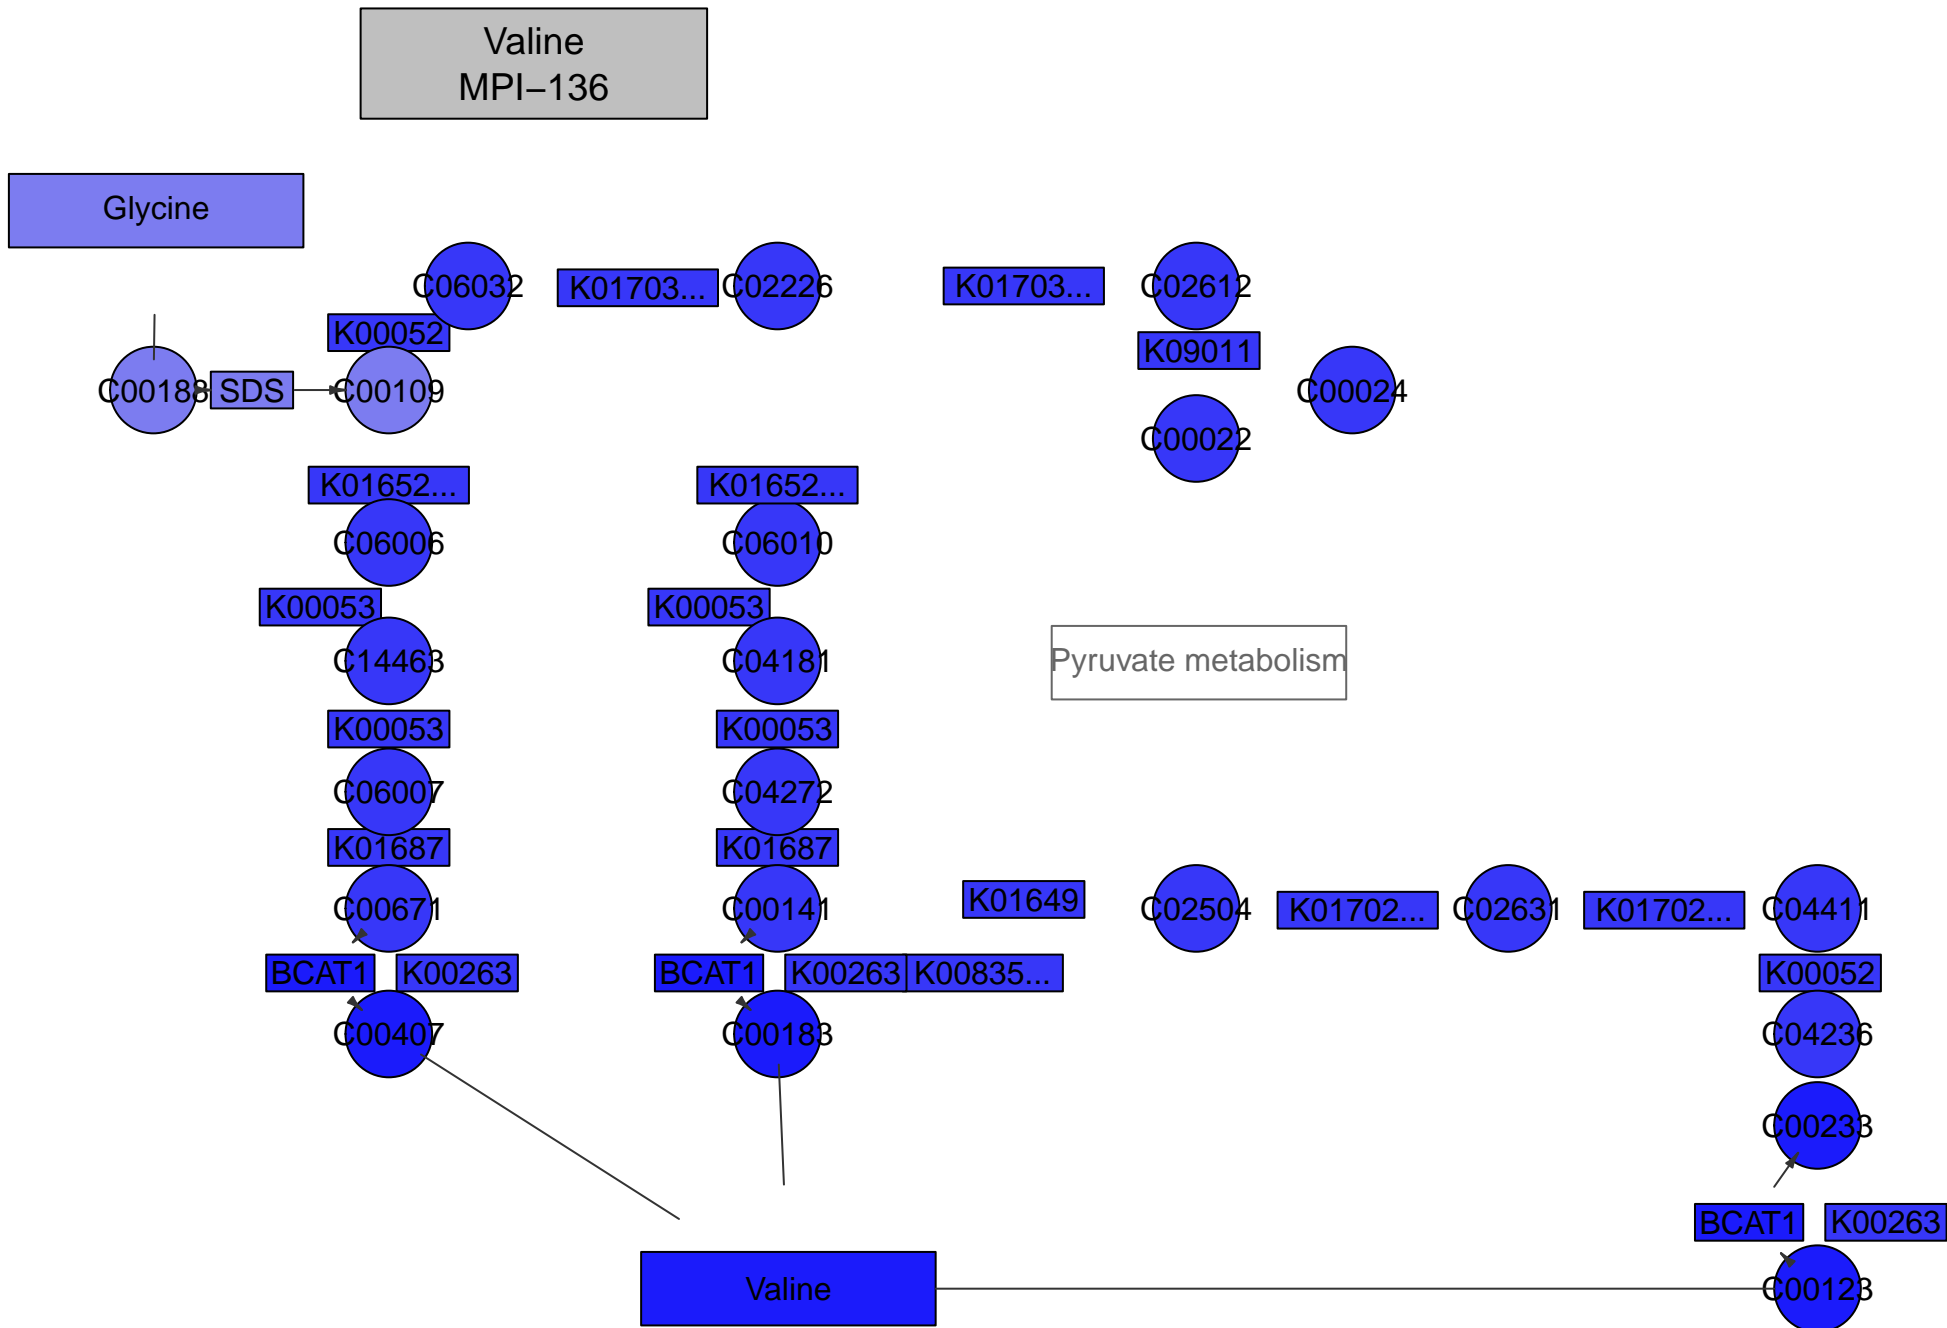 Valine
MPI−136
Glycine
C06032
K01703...
C02226
K01703...
C02612
K00052
K09011
C00188
SDS
C00109
C00024
C00022
K01652...
K01652...
C06006
C06010
K00053
K00053
C14463
C04181
Pyruvate metabolism
K00053
K00053
C06007
C04272
K01687
K01687
C00671
C00141
K01649
C02504
K01702...
C02631
K01702...
C04411
BCAT1
K00263
BCAT1
K00263
K00835...
K00052
C00407
C00183
C04236
C00233
BCAT1
K00263
Valine
C00123